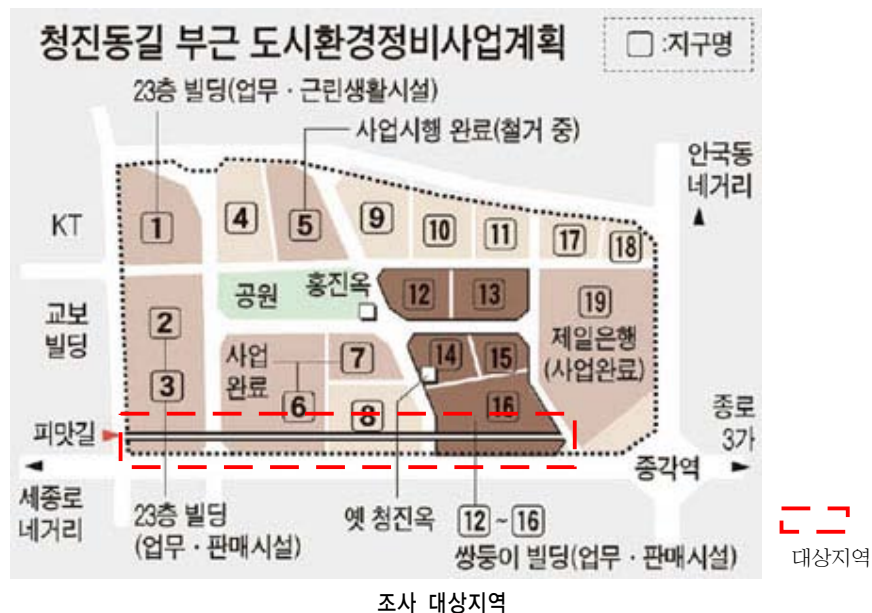 청진동길 부근 도시환경정비사업계획
:지구명
23층 빌딩(업무 · 근린생활시설)
사업시행 완료(철거 중)
안국동
네거리
KT
1
4
5
9
10
11
17
18
교보
빌딩
2
3
공원
홍진옥
12
13
19
제일은행
(사업완료)
사업
완료
7
6
8
14
15
16
피맛길
종로
3가
종각역
세종로
네거리
23층 빌딩
(업무 · 판매시설)
옛 청진옥
12 ~ 16
쌍둥이 빌딩(업무 · 판매시설)
대상지역
조사 대상지역